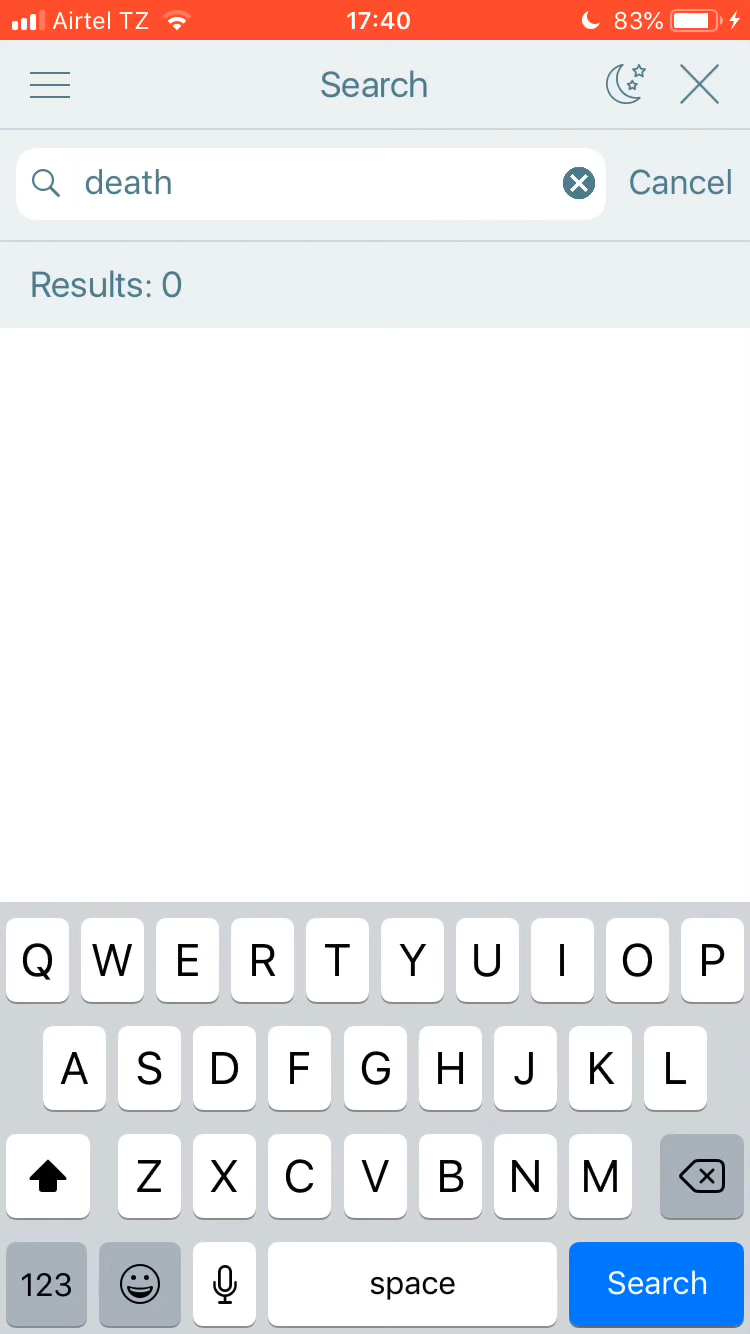 Airtel TZ 17:40 83%
Search
death Cancel
Results: 0
Q W E R T Y U I O P
A S D F G H J K L
Z X C V B N M
123 space Search